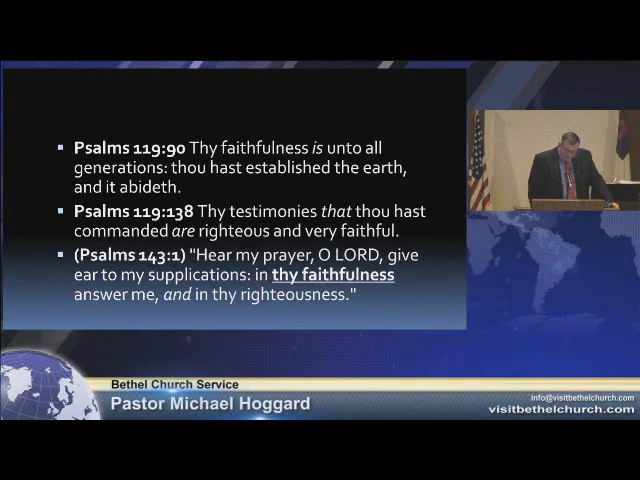 Psalms 119:90 Thy faithfulness is unto all
generations: thou hast established the earth,
and it abideth.
Psalms 119:138 Thy testimonies that thou hast
commanded are righteous and very faithful.
(Psalms 143:1) "Hear my prayer, O LORD, give
ear to my supplications: in thy faithfulness
answer me, and in thy righteousness."
Bethel Church Service
Pastor Michael Hoggard
info@visitbethelchurch.com
visitbethelchurch.com